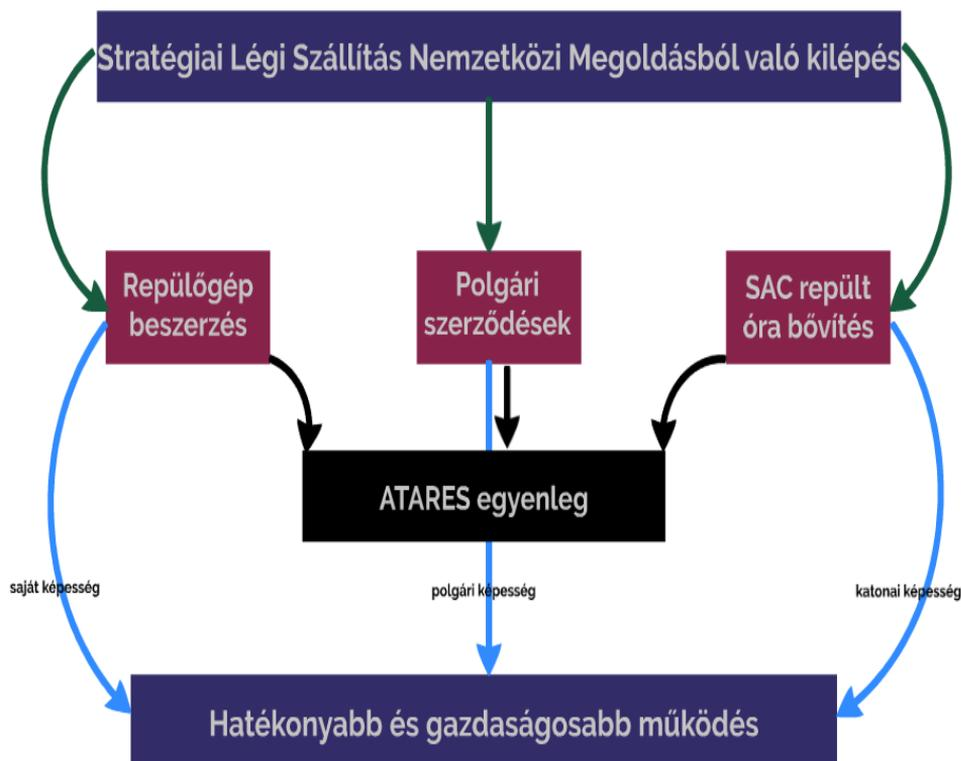 Stratégiai Légi Szállítás Nemzetközi Megoldásból való kilépés
Repülőgép
beszerzés
Polgári
szerződések
SAC repült
óra bővítés
ATARES egyenleg
saját képesség
polgári képesség
katonai képesség
Hatékonyabb és gazdaságosabb működés